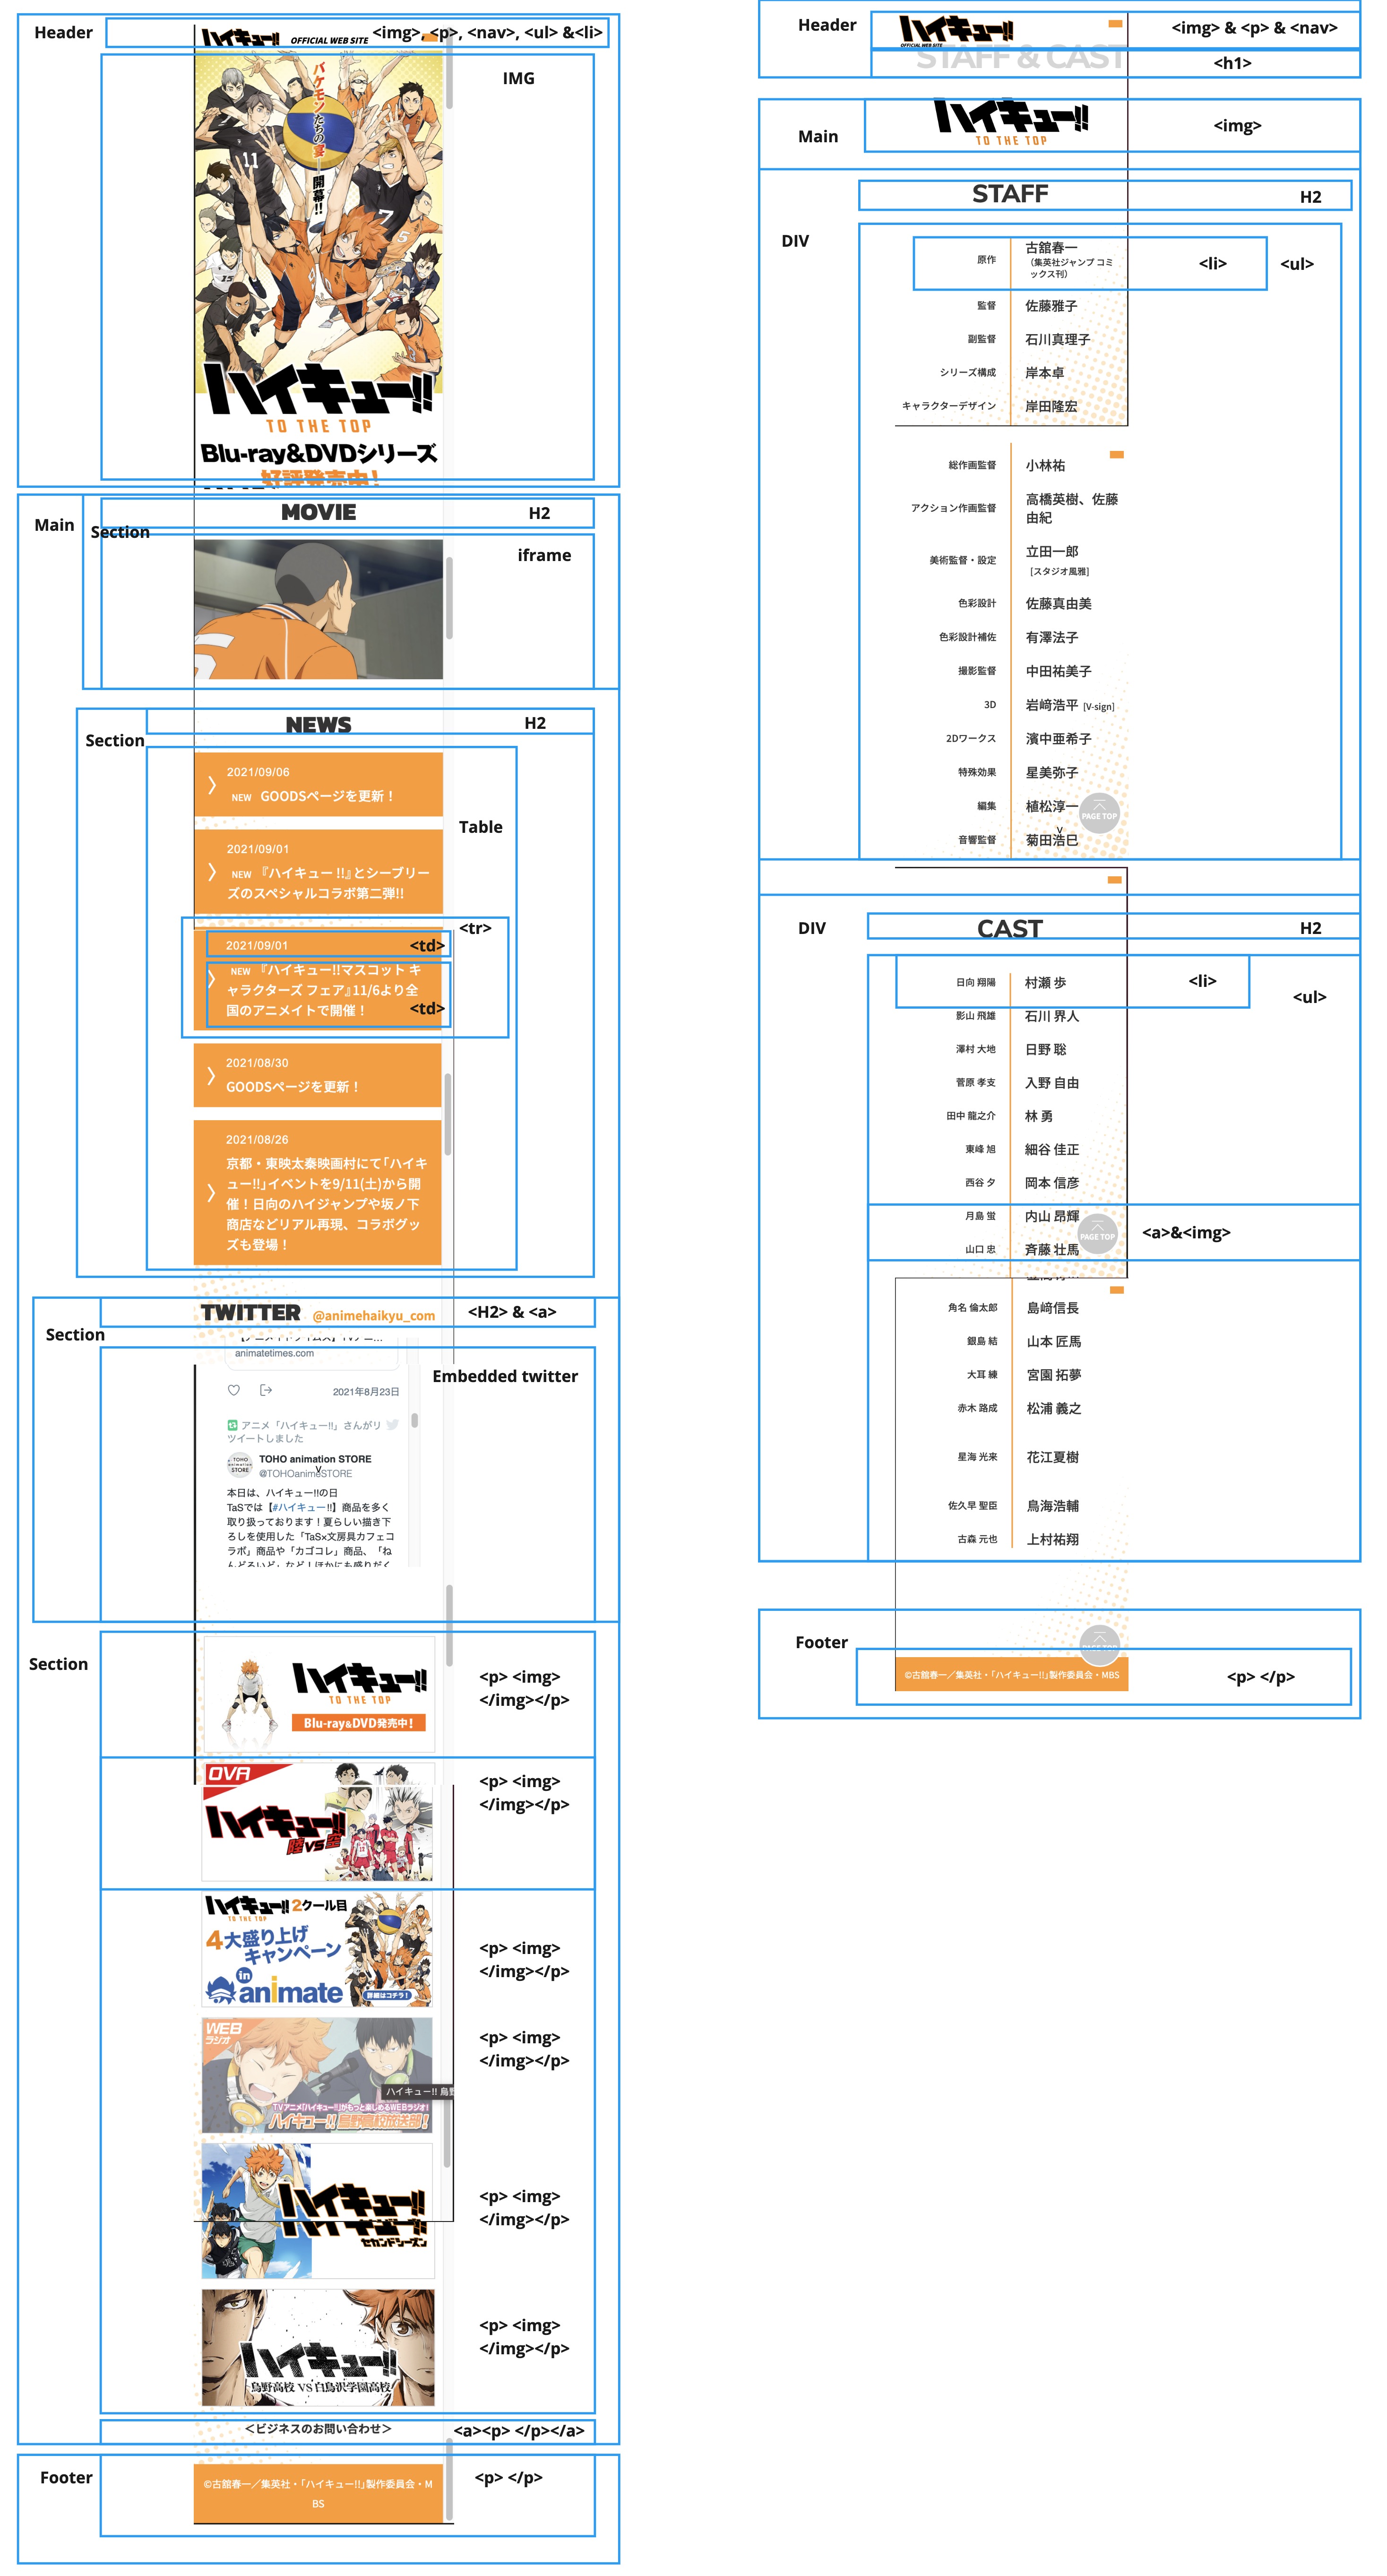 Header
ハイキュー!!
OFFICIAL WEB SITE
<img>, <p>, <nav>, <ul> &<li>
IMG
バケモノたちの宴 開幕!!
11
7
5
15
ハイキュー!!
TO THE TOP
Blu-ray&DVDシリーズ
好評発売中!
Main
Section
MOVIE
H2
iframe
Section
NEWS
H2
2021/09/06
NEW GOODSページを更新！
Table
2021/09/01
NEW 『ハイキュー !!』とシーブリー
ズのスペシャルコラボ第二弾!!
<tr>
2021/09/01
<td>
NEW 『ハイキュー!!マスコット キ
ャラクターズ フェア』11/6より全
国のアニメイトで開催！
<td>
2021/08/30
GOODSページを更新！
2021/08/26
京都・東映太秦映画村にて「ハイキ
ュー!!」イベントを9/11(土)から開
催！日向のハイジャンプや坂ノ下
商店などリアル再現、コラボグッ
ズも登場！
Section
TWITTER @animehaikyu_com
<H2> & <a>
animatetimes.com
Embedded twitter
2021年8月23日
アニメ「ハイキュー!!」さんがリ
ツイートしました
TOHO animation STORE
TOHO animation STORE
@TOHOanimeSTORE
本日は、ハイキュー!!の日
TaSでは【#ハイキュー!!】商品を多く
取り扱っております！夏らしい描き下
ろしを使用した「TaS×文房具カフェコ
ラボ」商品や「カゴコレ」商品、「ね
んどろいど」など！ほかにも盛りだく
Section
ハイキュー!!
TO THE TOP
Blu-ray&DVD発売中！
<p> <img>
</img></p>
OVA
ハイキュー!!
陸VS空
<p> <img>
</img></p>
ハイキュー!! 2クール目
TO THE TOP
4大盛り上げ
キャンペーン
in
animate
詳細はコチラ！
<p> <img>
</img></p>
WEB
ラジオ
ハイキュー!! 烏野
TVアニメ「ハイキュー!!」がもっと楽しめるWEBラジオ！
ハイキュー!! 烏野高校放送部！
<p> <img>
</img></p>
ハイキュー!!
ハイキュー!!
セカンドシーズン
<p> <img>
</img></p>
ハイキュー!!
烏野高校 VS 白鳥沢学園高校
<p> <img>
</img></p>
＜ビジネスのお問い合わせ＞
<a><p> </p></a>
Footer
©古舘春一／集英社・「ハイキュー!!」製作委員会・M
BS
<p> </p>
Header
ハイキュー!!
OFFICIAL WEB SITE
<img> & <p> & <nav>
STAFF & CAST
<h1>
Main
ハイキュー!!
TO THE TOP
<img>
STAFF
H2
DIV
原作 古舘春一
（集英社ジャンプ コミ
ックス刊）
<li>
<ul>
監督 佐藤雅子
副監督 石川真理子
シリーズ構成 岸本卓
キャラクターデザイン 岸田隆宏
総作画監督 小林祐
アクション作画監督 高橋英樹、佐藤
由紀
美術監督・設定 立田一郎
[スタジオ風雅]
色彩設計 佐藤真由美
色彩設計補佐 有澤法子
撮影監督 中田祐美子
3D 岩﨑浩平 [V-sign]
2Dワークス 濱中亜希子
特殊効果 星美弥子
編集 植松淳一
PAGE TOP
音響監督 菊田浩巳
DIV
CAST
H2
日向 翔陽 村瀬 歩
<li>
<ul>
影山 飛雄 石川 界人
澤村 大地 日野 聡
菅原 孝支 入野 自由
田中 龍之介 林 勇
東峰 旭 細谷 佳正
西谷 夕 岡本 信彦
月島 蛍 内山 昂輝
PAGE TOP
<a>&<img>
山口 忠 斉藤 壮馬
角名 倫太郎 島﨑信長
銀島 結 山本 匠馬
大耳 練 宮園 拓夢
赤木 路成 松浦 義之
星海 光来 花江夏樹
佐久早 聖臣 鳥海浩輔
古森 元也 上村祐翔
Footer
PAGE TOP
©古舘春一／集英社・「ハイキュー!!」製作委員会・MBS
<p> </p>